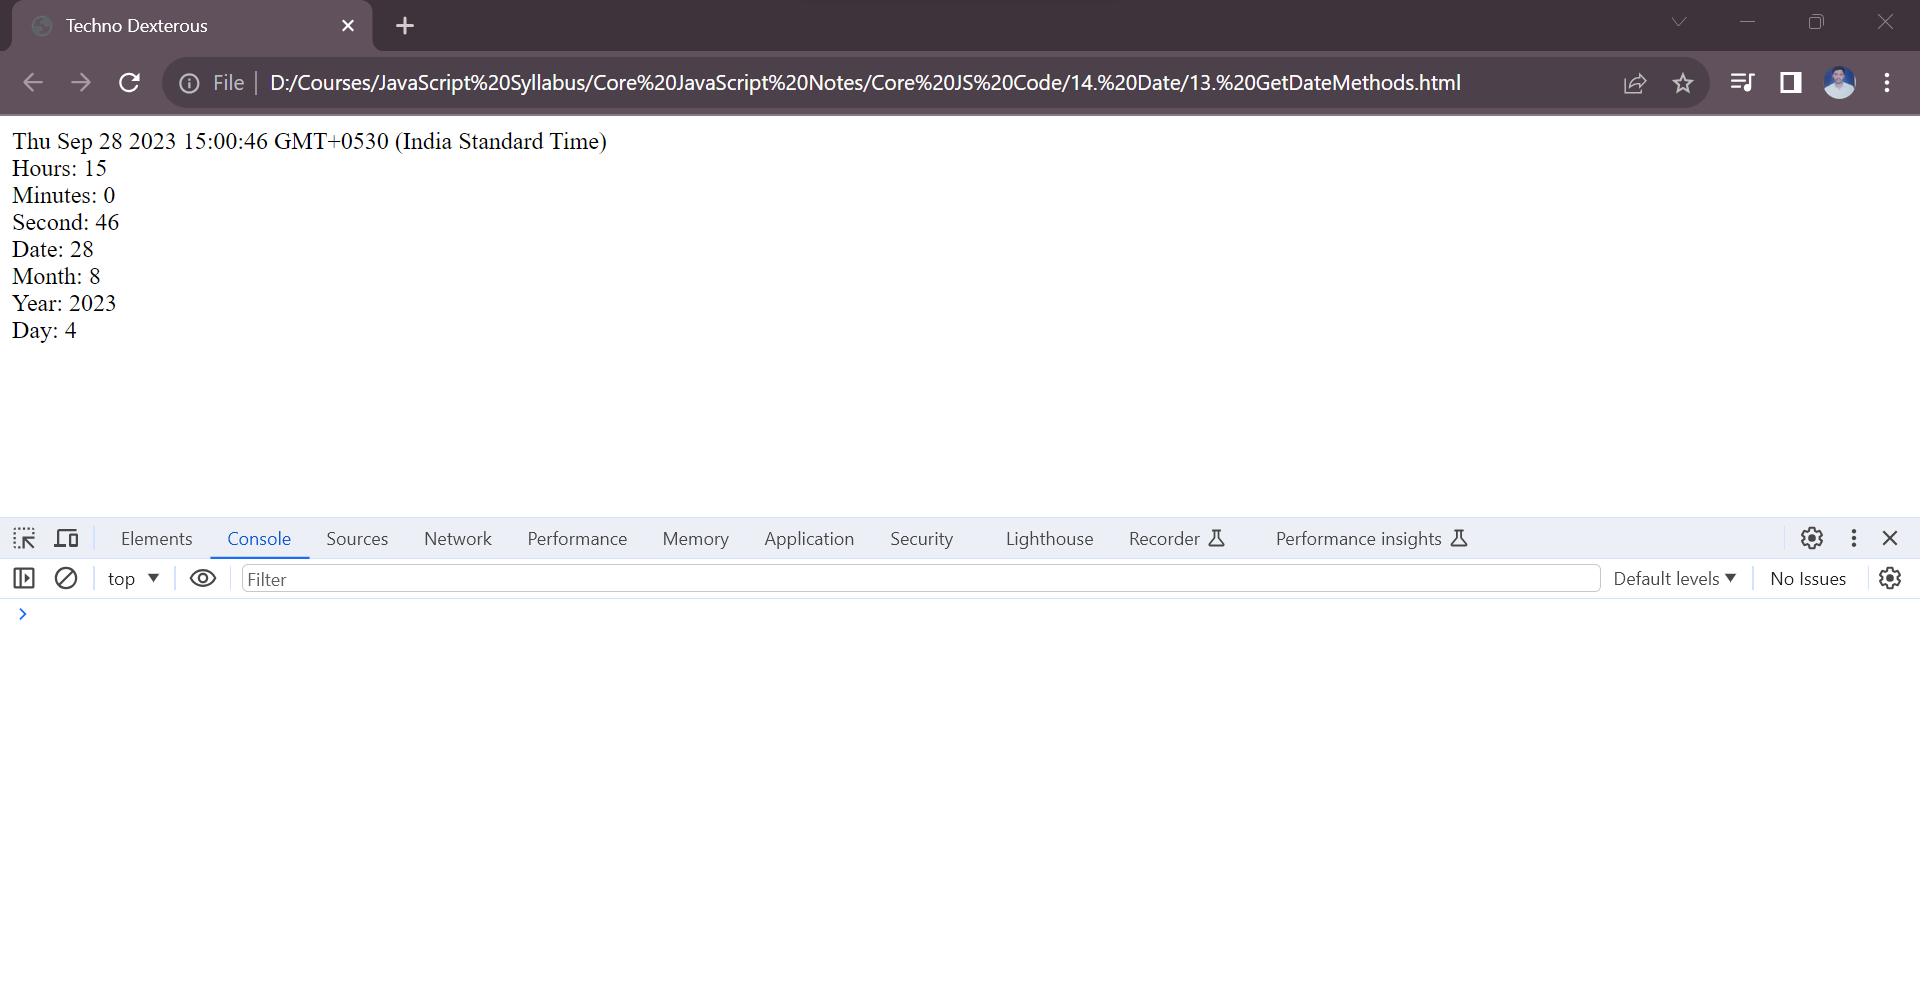 Techno Dexterous
File D:/Courses/JavaScript%20Syllabus/Core%20JavaScript%20Notes/Core%20JS%20Code/14.%20Date/13.%20GetDateMethods.html
Thu Sep 28 2023 15:00:46 GMT+0530 (India Standard Time)
Hours: 15
Minutes: 0
Second: 46
Date: 28
Month: 8
Year: 2023
Day: 4
Elements Console Sources Network Performance Memory Application Security Lighthouse Recorder Performance insights
top Filter Default levels No Issues